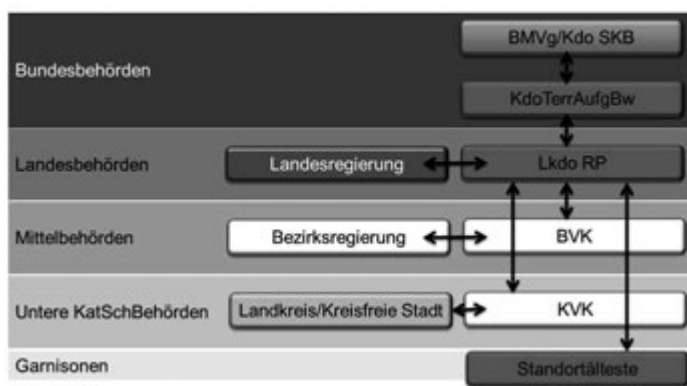 BMVg/Kdo SKB
Bundesbehörden
KdoTerrAufgBw
Landesbehörden
Landesregierung
Lkdo RP
Mittelbehörden
Bezirksregierung
BVK
Untere KatSchBehörden
Landkreis/Kreisfreie Stadt
KVK
Garnisonen
Standortälteste